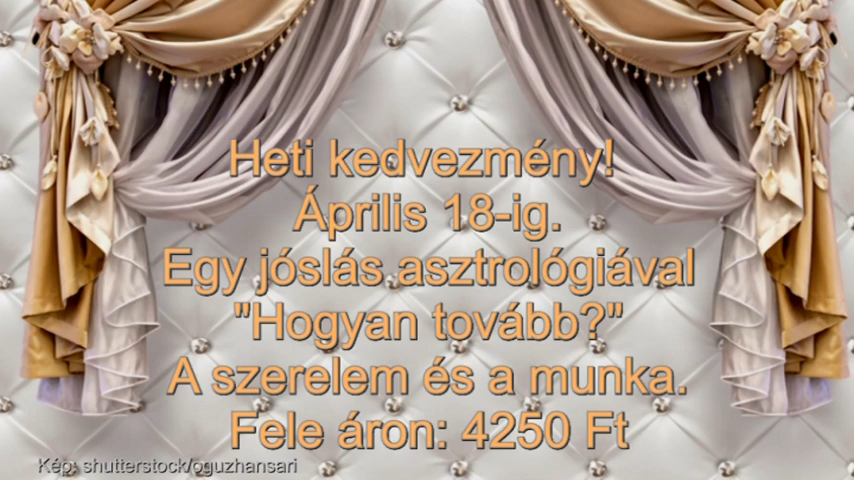 Heti kedvezmény!
Április 18-ig.
Egy jóslás asztrológiával
"Hogyan tovább?"
A szerelem és a munka.
Fele áron: 4250 Ft
Kép: shutterstock/oguzhansari